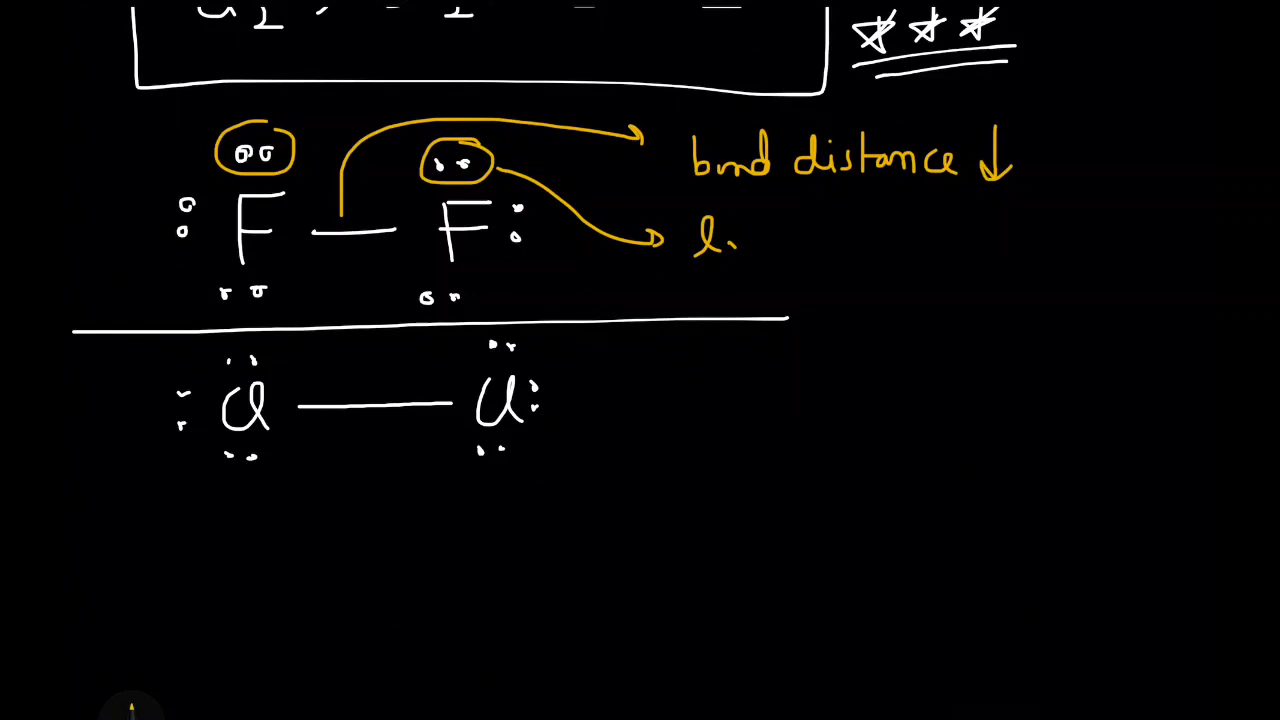 F — F
bond distance ↓
l.
Cl — Cl